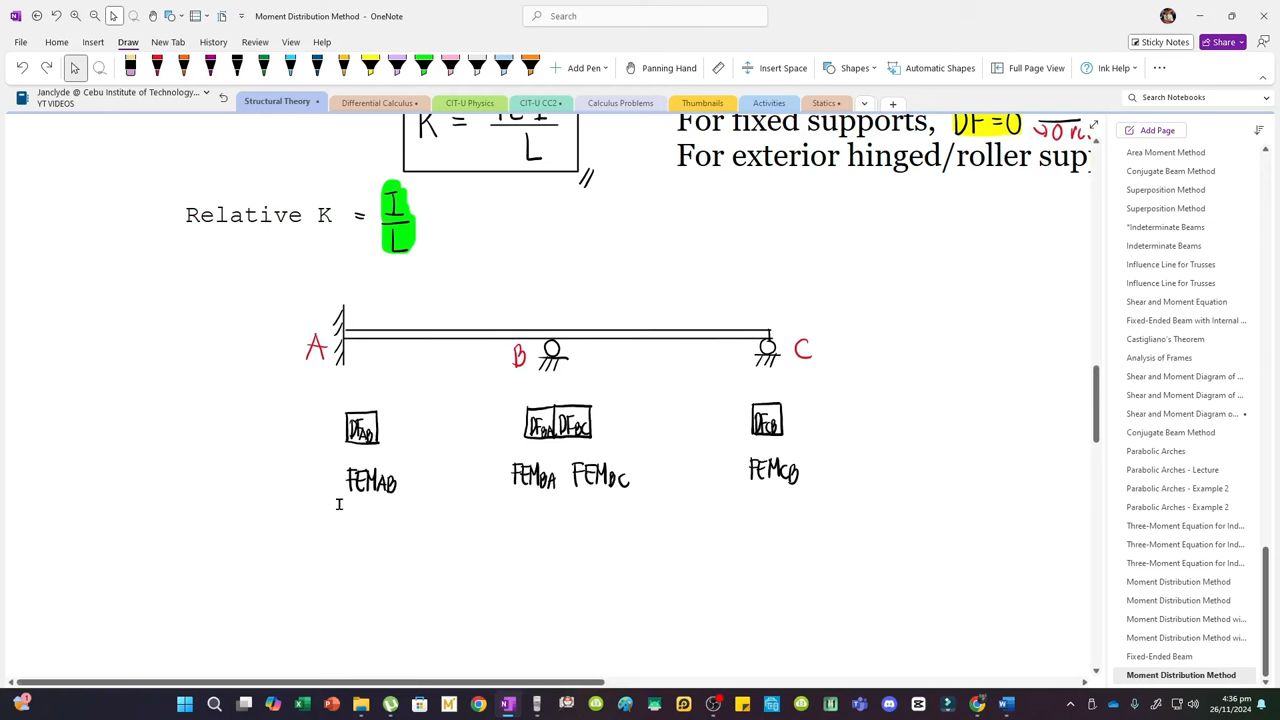 Moment Distribution Method - OneNote
Search
File Home Insert Draw New Tab History Review View Help
Sticky Notes Share
Add Pen Panning Hand Insert Space Shapes Automatic Shapes Full Page View Ink Help
Janclyde @ Cebu Institute of Technology...
YT VIDEOS
Structural Theory Differential Calculus CIT-U Physics CIT-U CC2 Calculus Problems Thumbnails Activities Statics
Search Notebooks
Add Page
Area Moment Method
Conjugate Beam Method
Superposition Method
Superposition Method
*Indeterminate Beams
Indeterminate Beams
Influence Line for Trusses
Influence Line for Trusses
Shear and Moment Equation
Fixed-Ended Beam with Internal ...
Castigliano's Theorem
Analysis of Frames
Shear and Moment Diagram of ...
Shear and Moment Diagram of ...
Shear and Moment Diagram o...
Conjugate Beam Method
Parabolic Arches
Parabolic Arches - Lecture
Parabolic Arches - Example 2
Parabolic Arches - Example 2
Three-Moment Equation for Ind...
Three-Moment Equation for Ind...
Three-Moment Equation for Ind...
Moment Distribution Method
Moment Distribution Method
Moment Distribution Method wi...
Moment Distribution Method wi...
Fixed-Ended Beam
Moment Distribution Method
K = L
For fixed supports, DF=0
For exterior hinged/roller supp
Relative K = I
L
A B C
DFAB DFBA DFBC DFCB
FEMAB FEMBA FEMBC FEMCB
4:36 pm
26/11/2024